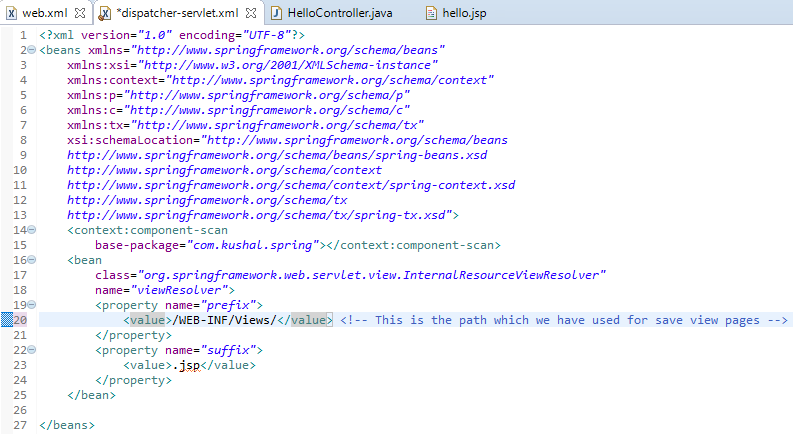 web.xml *dispatcher-servlet.xml HelloController.java hello.jsp
1 <?xml version="1.0" encoding="UTF-8"?>
2 <beans xmlns="http://www.springframework.org/schema/beans"
3 xmlns:xsi="http://www.w3.org/2001/XMLSchema-instance"
4 xmlns:context="http://www.springframework.org/schema/context"
5 xmlns:p="http://www.springframework.org/schema/p"
6 xmlns:c="http://www.springframework.org/schema/c"
7 xmlns:tx="http://www.springframework.org/schema/tx"
8 xsi:schemaLocation="http://www.springframework.org/schema/beans
9 http://www.springframework.org/schema/beans/spring-beans.xsd
10 http://www.springframework.org/schema/context
11 http://www.springframework.org/schema/context/spring-context.xsd
12 http://www.springframework.org/schema/tx
13 http://www.springframework.org/schema/tx/spring-tx.xsd">
14 <context:component-scan
15 base-package="com.kushal.spring"></context:component-scan>
16 <bean
17 class="org.springframework.web.servlet.view.InternalResourceViewResolver"
18 name="viewResolver">
19 <property name="prefix">
20 <value>/WEB-INF/Views/</value> <!-- This is the path which we have used for save view pages -->
21 </property>
22 <property name="suffix">
23 <value>.jsp</value>
24 </property>
25 </bean>
26
27 </beans>